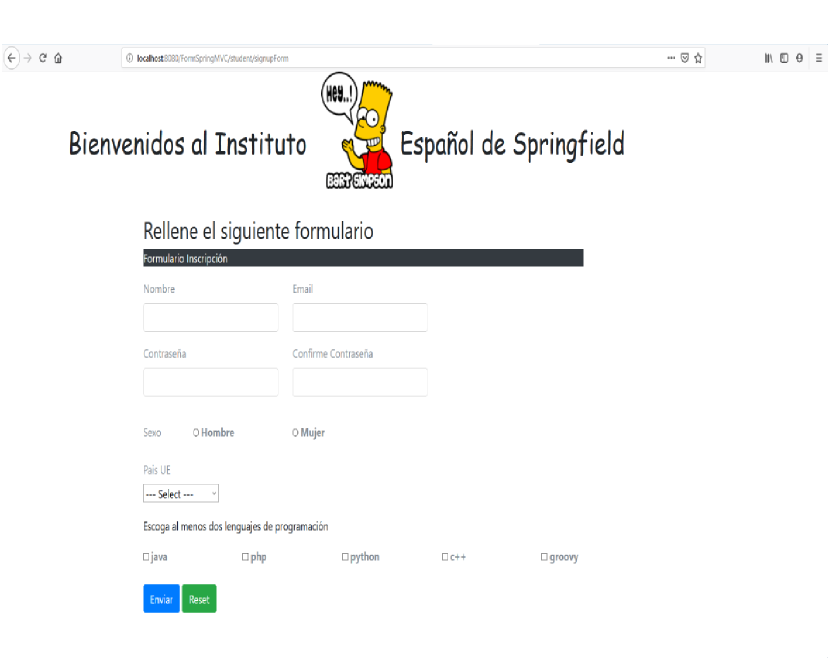 localhost:8080/FormSpringMVC/student/signupForm
Hey..!
Bienvenidos al Instituto
Español de Springfield
BART SIMPSON
Rellene el siguiente formulario
Formulario Inscripción
Nombre Email
Contraseña Confirme Contraseña
Sexo Hombre Mujer
Pais UE
--- Select ---
Escoga al menos dos lenguajes de programación
java php python c++ groovy
Enviar Reset